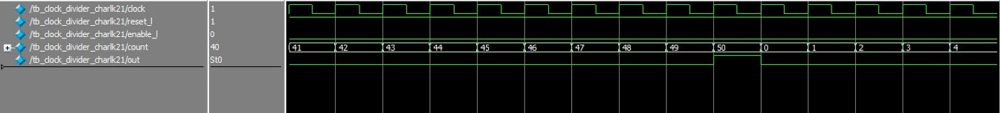 /tb_clock_divider_charlk21/clock 1
/tb_clock_divider_charlk21/reset_l 1
/tb_clock_divider_charlk21/enable_l 0
/tb_clock_divider_charlk21/count 40 41 42 43 44 45 46 47 48 49 50 0 1 2 3 4
/tb_clock_divider_charlk21/out St0